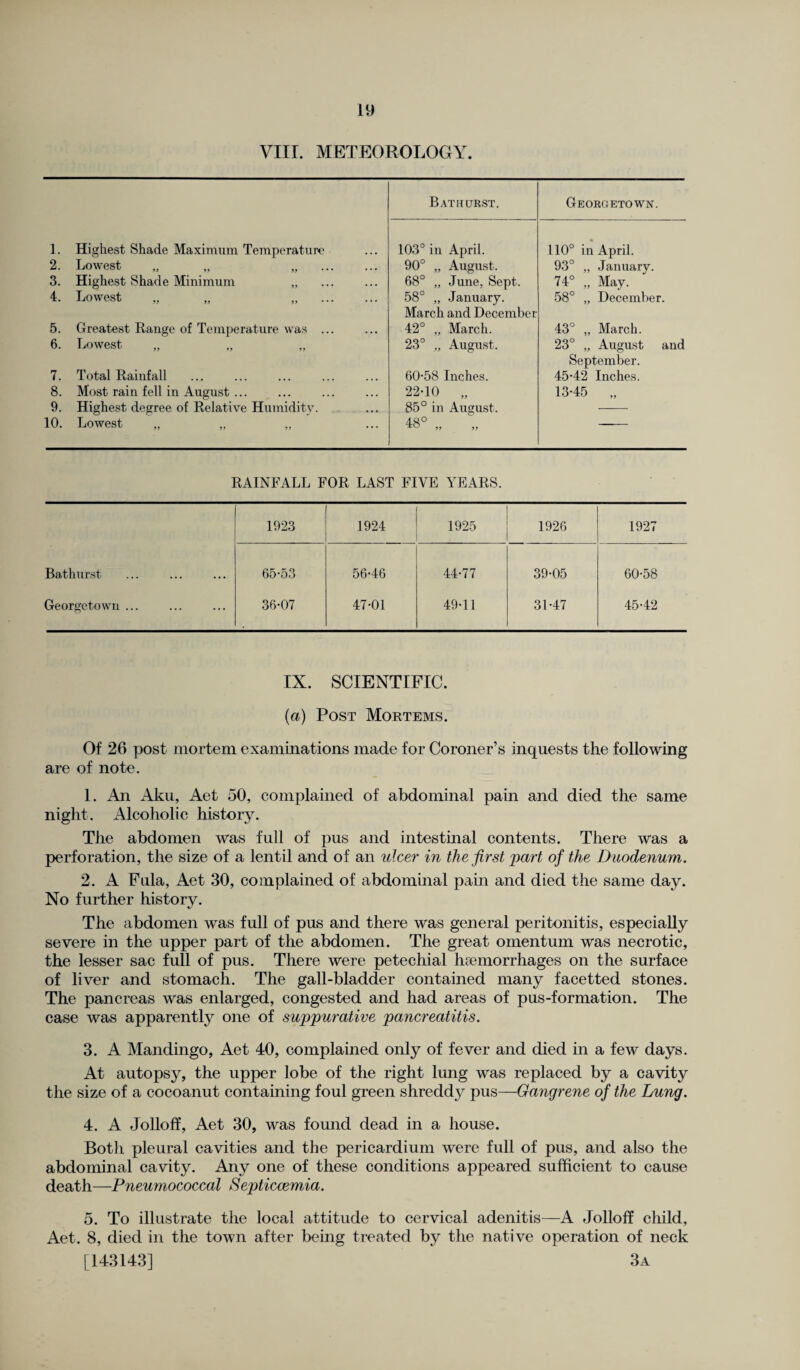 19
VIII. METEOROLOGY.
Bathurst. Georgetown.
1. Highest Shade Maximum Temperature ... 103° in April. 110° in April.
2. Lowest „ „ „ ... ... 90° „ August. 93° „ January.
3. Highest Shade Minimum „ ... ... 68° „ June, Sept. 74° „ May.
4. Lowest „ „ „ ... ... 58° „ January. 58° „ December.
March and December
5. Greatest Range of Temperature was ... ... 42° „ March. 43° „ March.
6. Lowest „ „ „ 23° „ August. 23° „ August and
September.
7. Total Rainfall ... ... ... ... ... 60·58 Inches. 45·42 Inches.
8. Most rain fell in August ... ... ... ... 22·10 „ 13·45 „
9. Highest degree of Relative Humidity. ... 85° in August. ——
10. Lowest „ „ „ ... 48° „ „ ——
RAINFALL FOR LAST FIVE YEARS.
1923 1924 1925 1926 1927
Bathurst ... ... ... 65·53 56·46 44·77 39·05 60·58
Georgetown ... ... ... 36·07 47·01 49·11 31·47 45·42
IX. SCIENTIFIC.
(a) Post Mortems.
Of 26 post mortem examinations made for Coroner's inquests the following
are of note.
1. An Aku, Aet 50, complained of abdominal pain and died the same
night. Alcoholic history.
The abdomen was full of pus and intestinal contents. There was a
perforation, the size of a lentil and of an ulcer in the first part of the Duodenum.
2. A Fula, Aet 30, complained of abdominal pain and died the same day.
No further history.
The abdomen was full of pus and there was general peritonitis, especially
severe in the upper part of the abdomen. The great omentum was necrotic,
the lesser sac full of pus. There were petechial hæmorrhages on the surface
of liver and stomach. The gall-bladder contained many facetted stones.
The pancreas was enlarged, congested and had areas of pus-formation. The
case was apparently one of suppurative pancreatitis.
3. A Mandingo, Aet 40, complained only of fever and died in a few days.
At autopsy, the upper lobe of the right lung was replaced by a cavity
the size of a cocoanut containing foul green shreddy pus—Gangrene of the Lung.
4. A Jolloff, Aet 30, was found dead in a house.
Both pleural cavities and the pericardium were full of pus, and also the
abdominal cavity. Any one of these conditions appeared sufficient to cause
death—Pneumococcal Septicœmia.
5. To illustrate the local attitude to cervical adenitis—A Jolloff child,
Aet. 8, died in the town after being treated by the native operation of neck
[143143] 3A